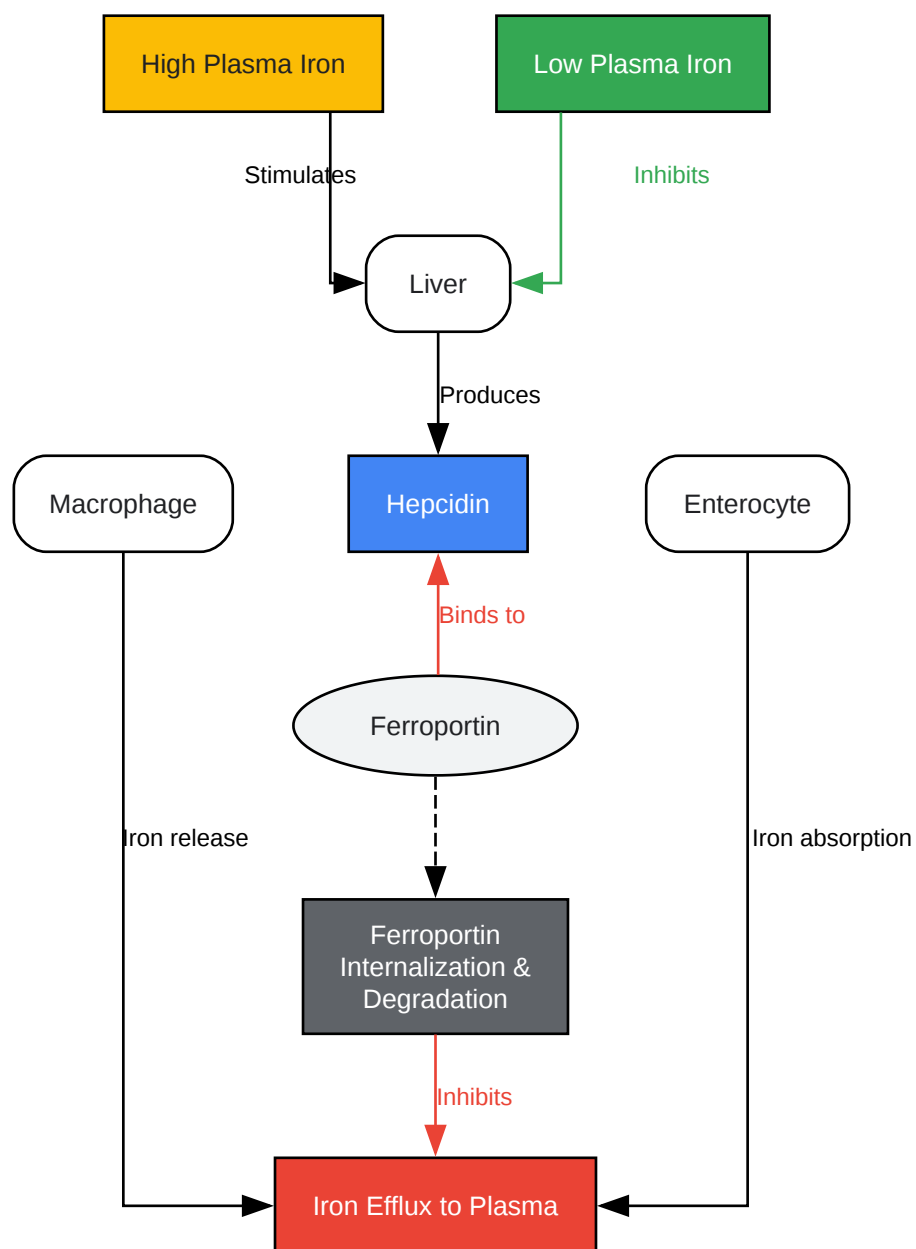 High Plasma Iron
Low Plasma Iron
Stimulates
Inhibits
Liver
Produces
Macrophage
Hepcidin
Enterocyte
Binds to
Ferroportin
Iron release
Iron absorption
Ferroportin
Internalization &
Degradation
Inhibits
Iron Efflux to Plasma